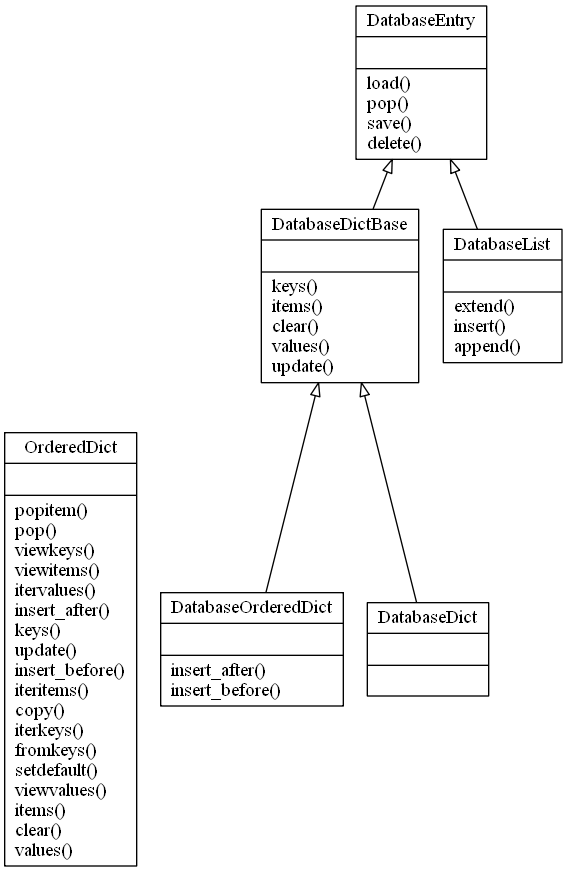 DatabaseEntry
load()
pop()
save()
delete()
DatabaseDictBase
keys()
items()
clear()
values()
update()
DatabaseList
extend()
insert()
append()
OrderedDict
popitem()
pop()
viewkeys()
viewitems()
itervalues()
insert_after()
keys()
update()
insert_before()
iteritems()
copy()
iterkeys()
fromkeys()
setdefault()
viewvalues()
items()
clear()
values()
DatabaseOrderedDict
insert_after()
insert_before()
DatabaseDict